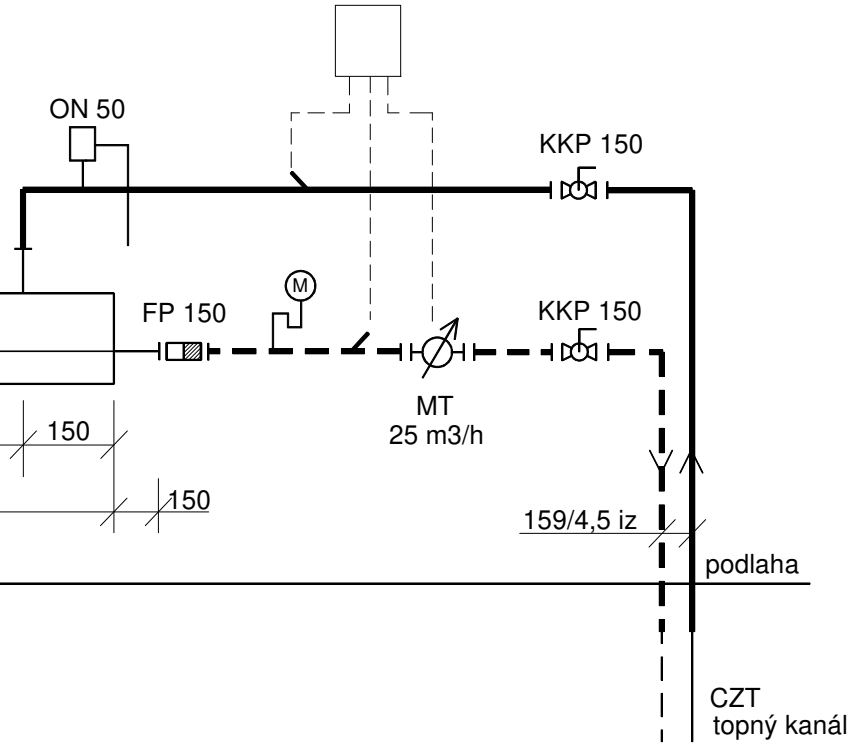 ON 50
KKP 150
M
FP 150
KKP 150
MT
25 m3/h
150
150
159/4,5 iz
podlaha
CZT
topný kanál